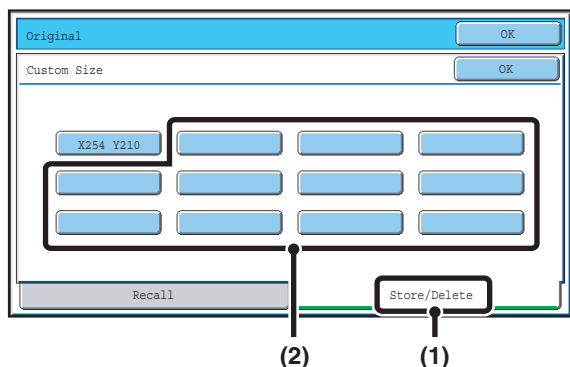 Original OK
Custom Size OK
X254 Y210
Recall Store/Delete
(2) (1)